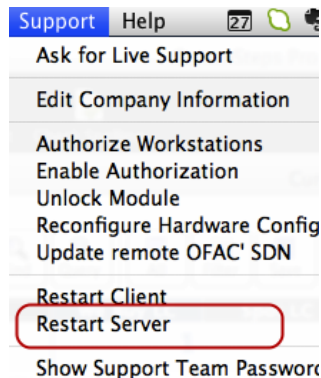 Support Help 27
Ask for Live Support
Edit Company Information
Authorize Workstations
Enable Authorization
Unlock Module
Reconfigure Hardware Config
Update remote OFAC' SDN
Restart Client
Restart Server
Show Support Team Password